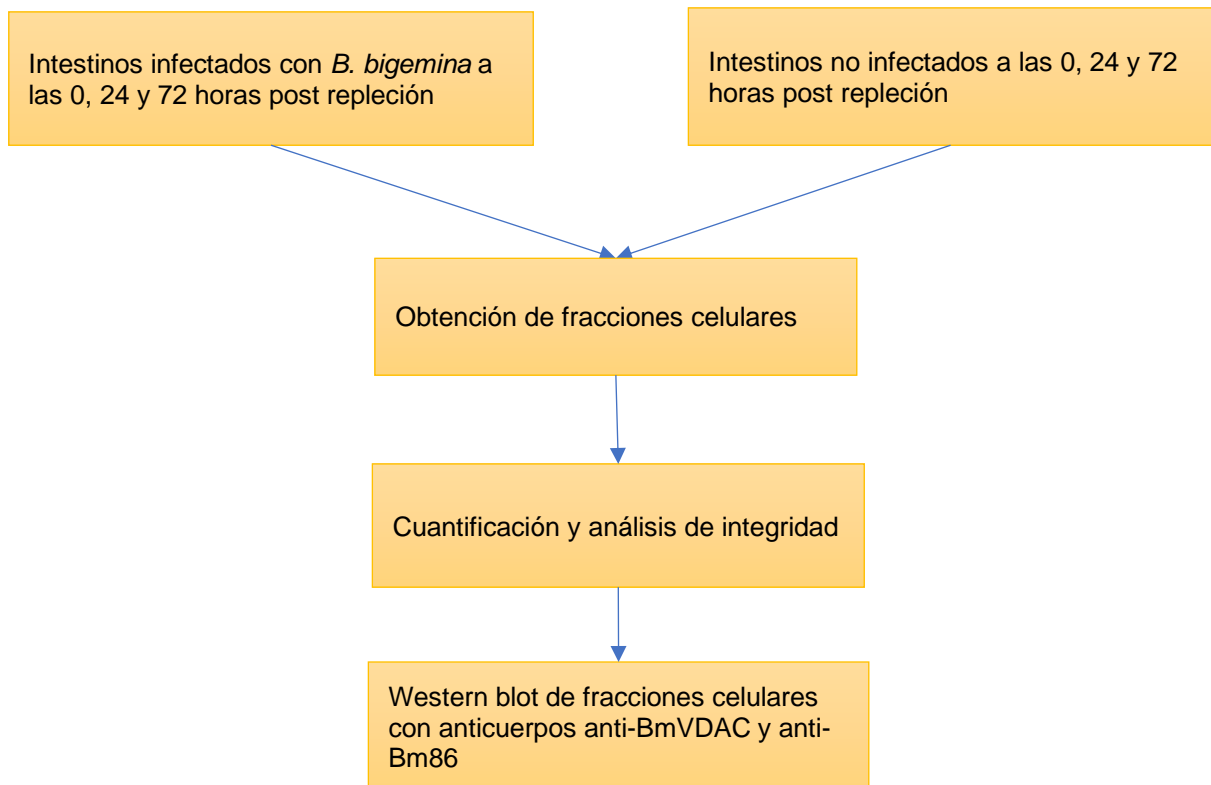 Intestinos infectados con B. bigemina a
las 0, 24 y 72 horas post repleción
Intestinos no infectados a las 0, 24 y 72
horas post repleción
Obtención de fracciones celulares
Cuantificación y análisis de integridad
Western blot de fracciones celulares
con anticuerpos anti-BmVDAC y anti-
Bm86